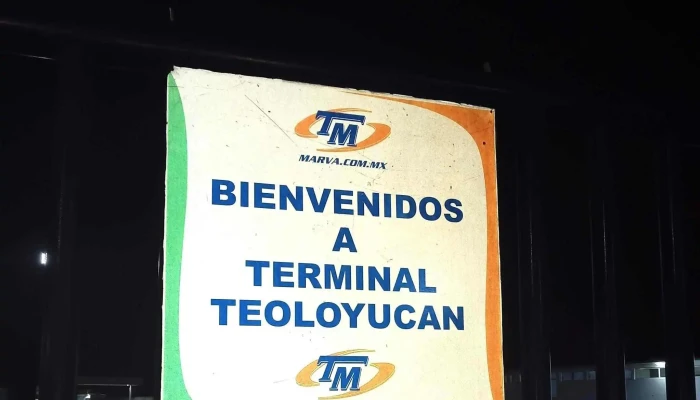 TM
MARVA.COM.MX
BIENVENIDOS
A
TERMINAL
TEOLOYUCAN
TM